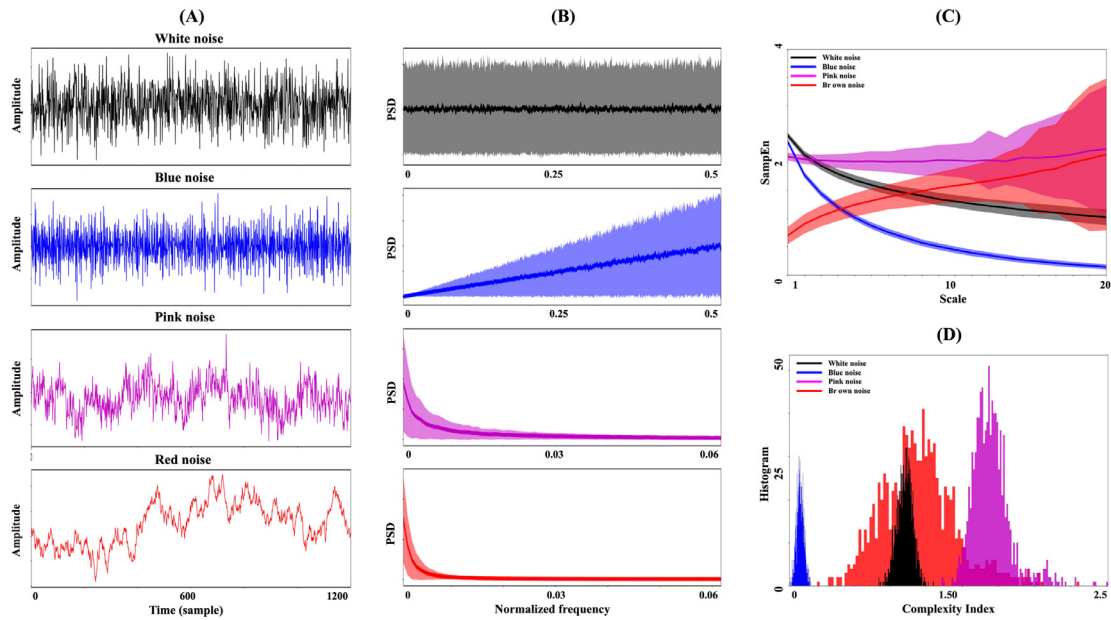 (A)
White noise
Amplitude
Blue noise
Amplitude
Pink noise
Amplitude
Red noise
Amplitude
0 600 1200
Time (sample)
(B)
PSD
0 0.25 0.5
PSD
0 0.25 0.5
PSD
0 0.03 0.06
PSD
0 0.03 0.06
Normalized frequency
(C)
4
White noise
Blue noise
Pink noise
Br own noise
SampEn
2
0
1 10 20
Scale
(D)
50
White noise
Blue noise
Pink noise
Br own noise
Histogram
25
0
0 1.50 2.5
Complexity Index